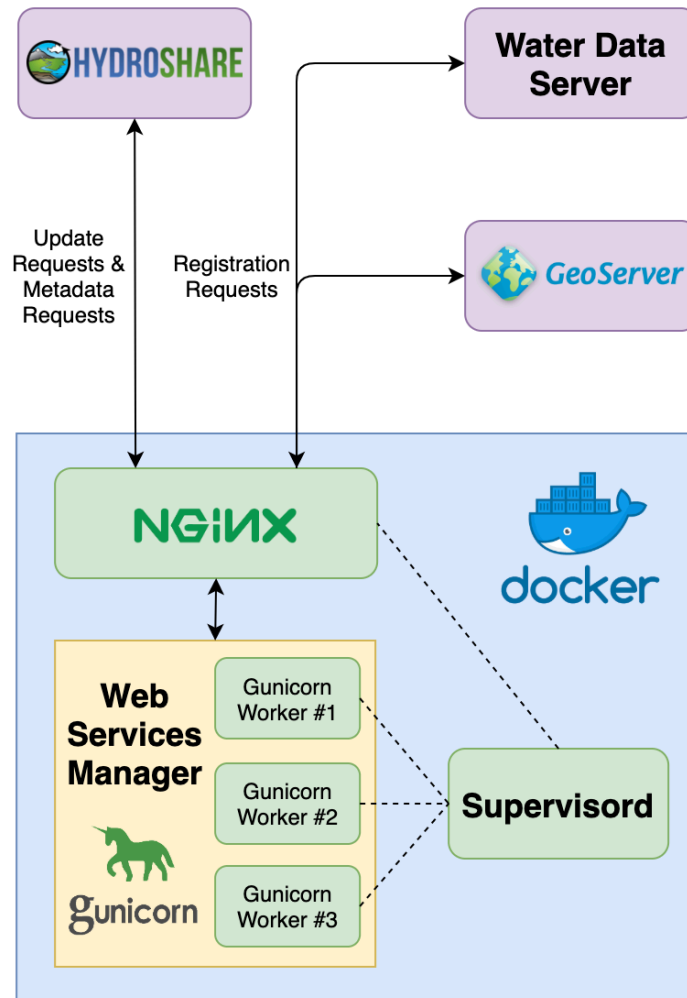 HYDROSHARE
Water Data
Server
Update
Requests &
Metadata
Requests
Registration
Requests
GeoServer
NGINX
docker
Web
Services
Manager
gunicorn
Gunicorn
Worker #1
Gunicorn
Worker #2
Gunicorn
Worker #3
Supervisord